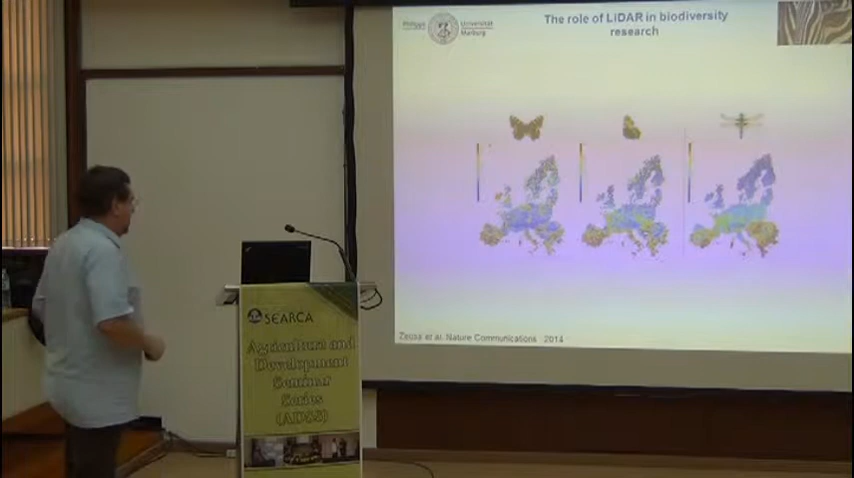 The role of LiDAR in biodiversity
research
Philipps
Universität
Marburg
Zeuss et al. Nature Communications 2014
SEARCA
Agriculture and
Development
Seminar
Series
(ADSS)